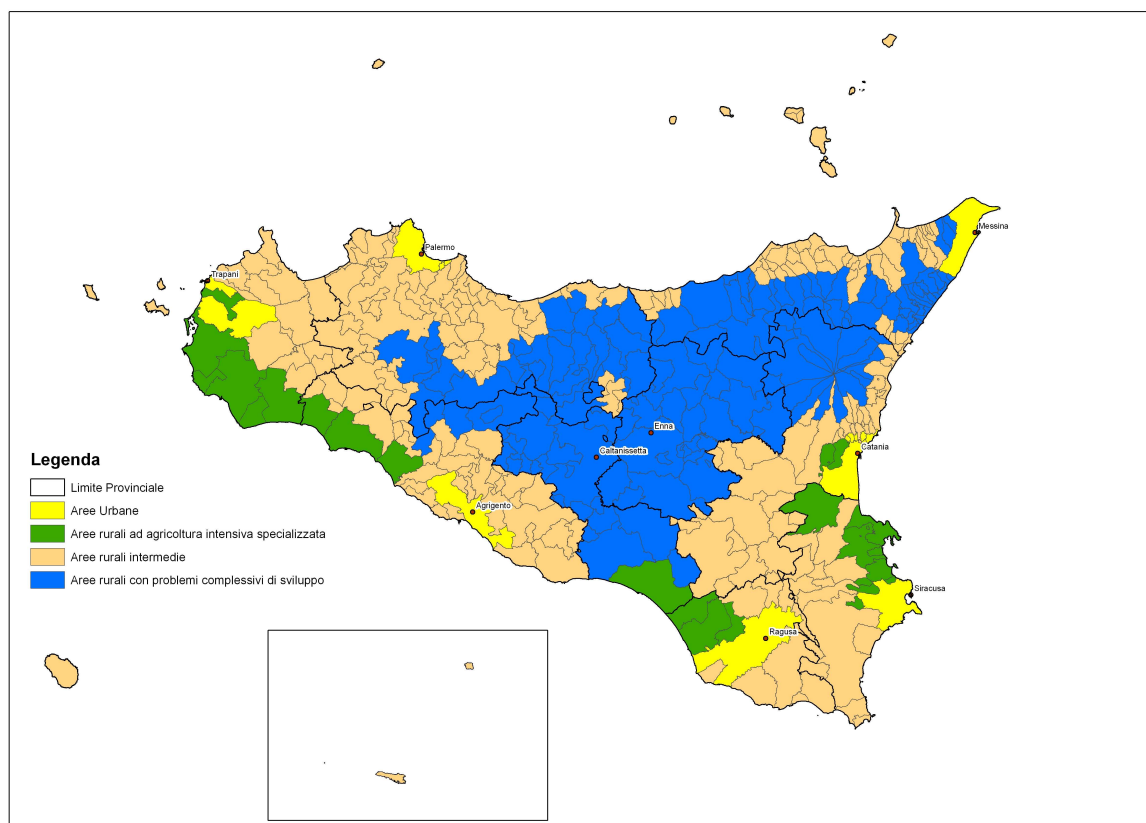 Messina
Palermo
Trapani
Enna
Catania
Caltanissetta
Agrigento
Siracusa
Ragusa
Legenda
Limite Provinciale
Aree Urbane
Aree rurali ad agricoltura intensiva specializzata
Aree rurali intermedie
Aree rurali con problemi complessivi di sviluppo